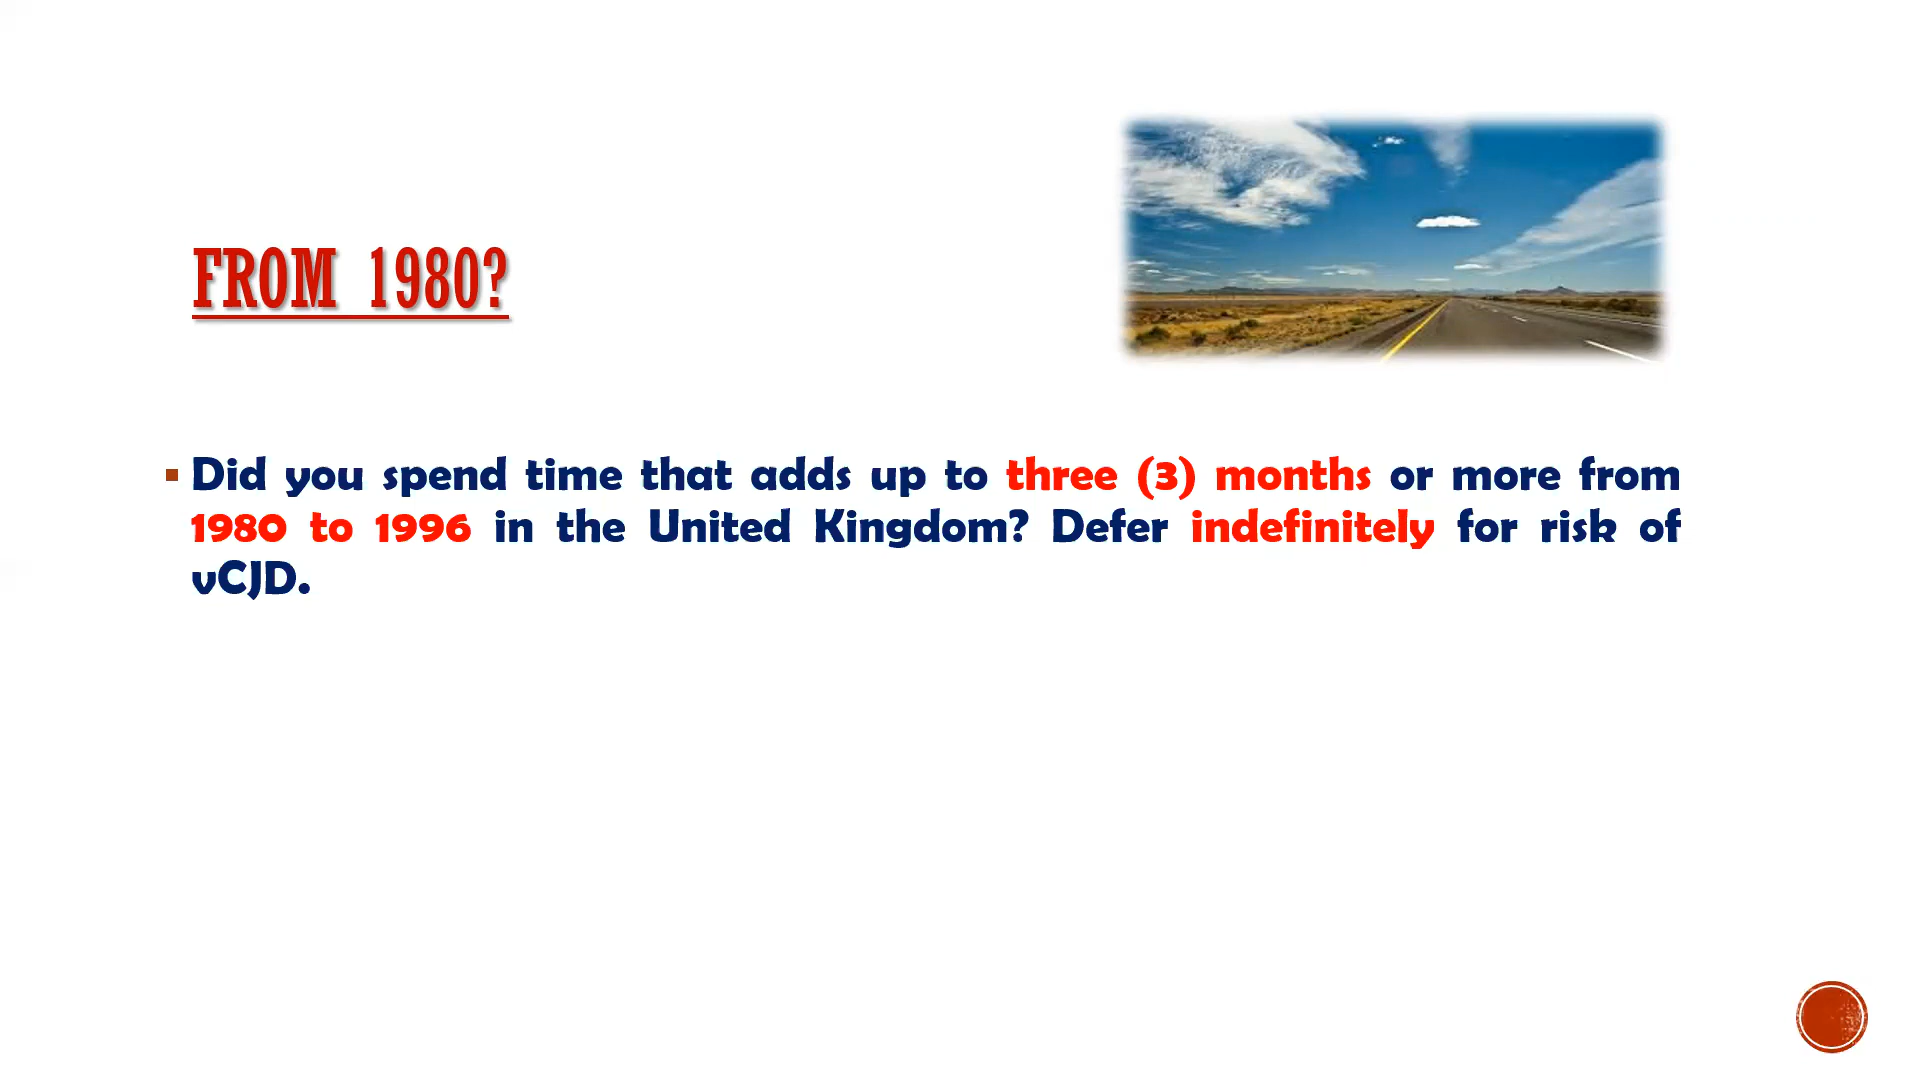 FROM 1980?
Did you spend time that adds up to three (3) months or more from
1980 to 1996 in the United Kingdom? Defer indefinitely for risk of
vCJD.